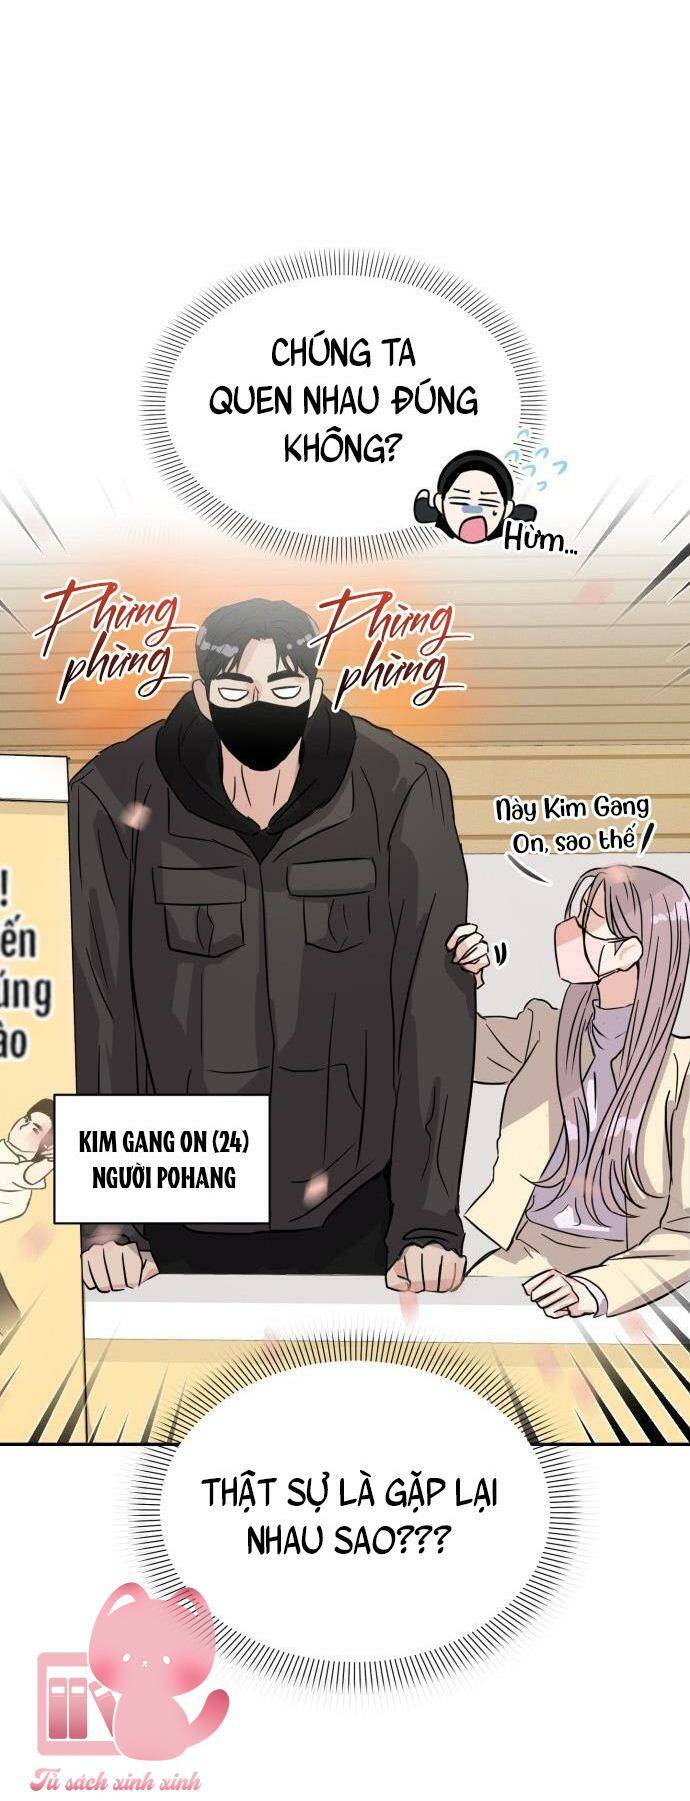 CHÚNG TA
QUEN NHAU ĐÚNG
KHÔNG?
Hừm...
Phừng
phừng
Phừng
phừng
Này Kim Gang
On, sao thế!
ến
úng
ào
KIM GANG ON (24)
NGƯỜI POHANG
THẬT SỰ LÀ GẶP LẠI
NHAU SAO???
Tủ sách xinh xinh